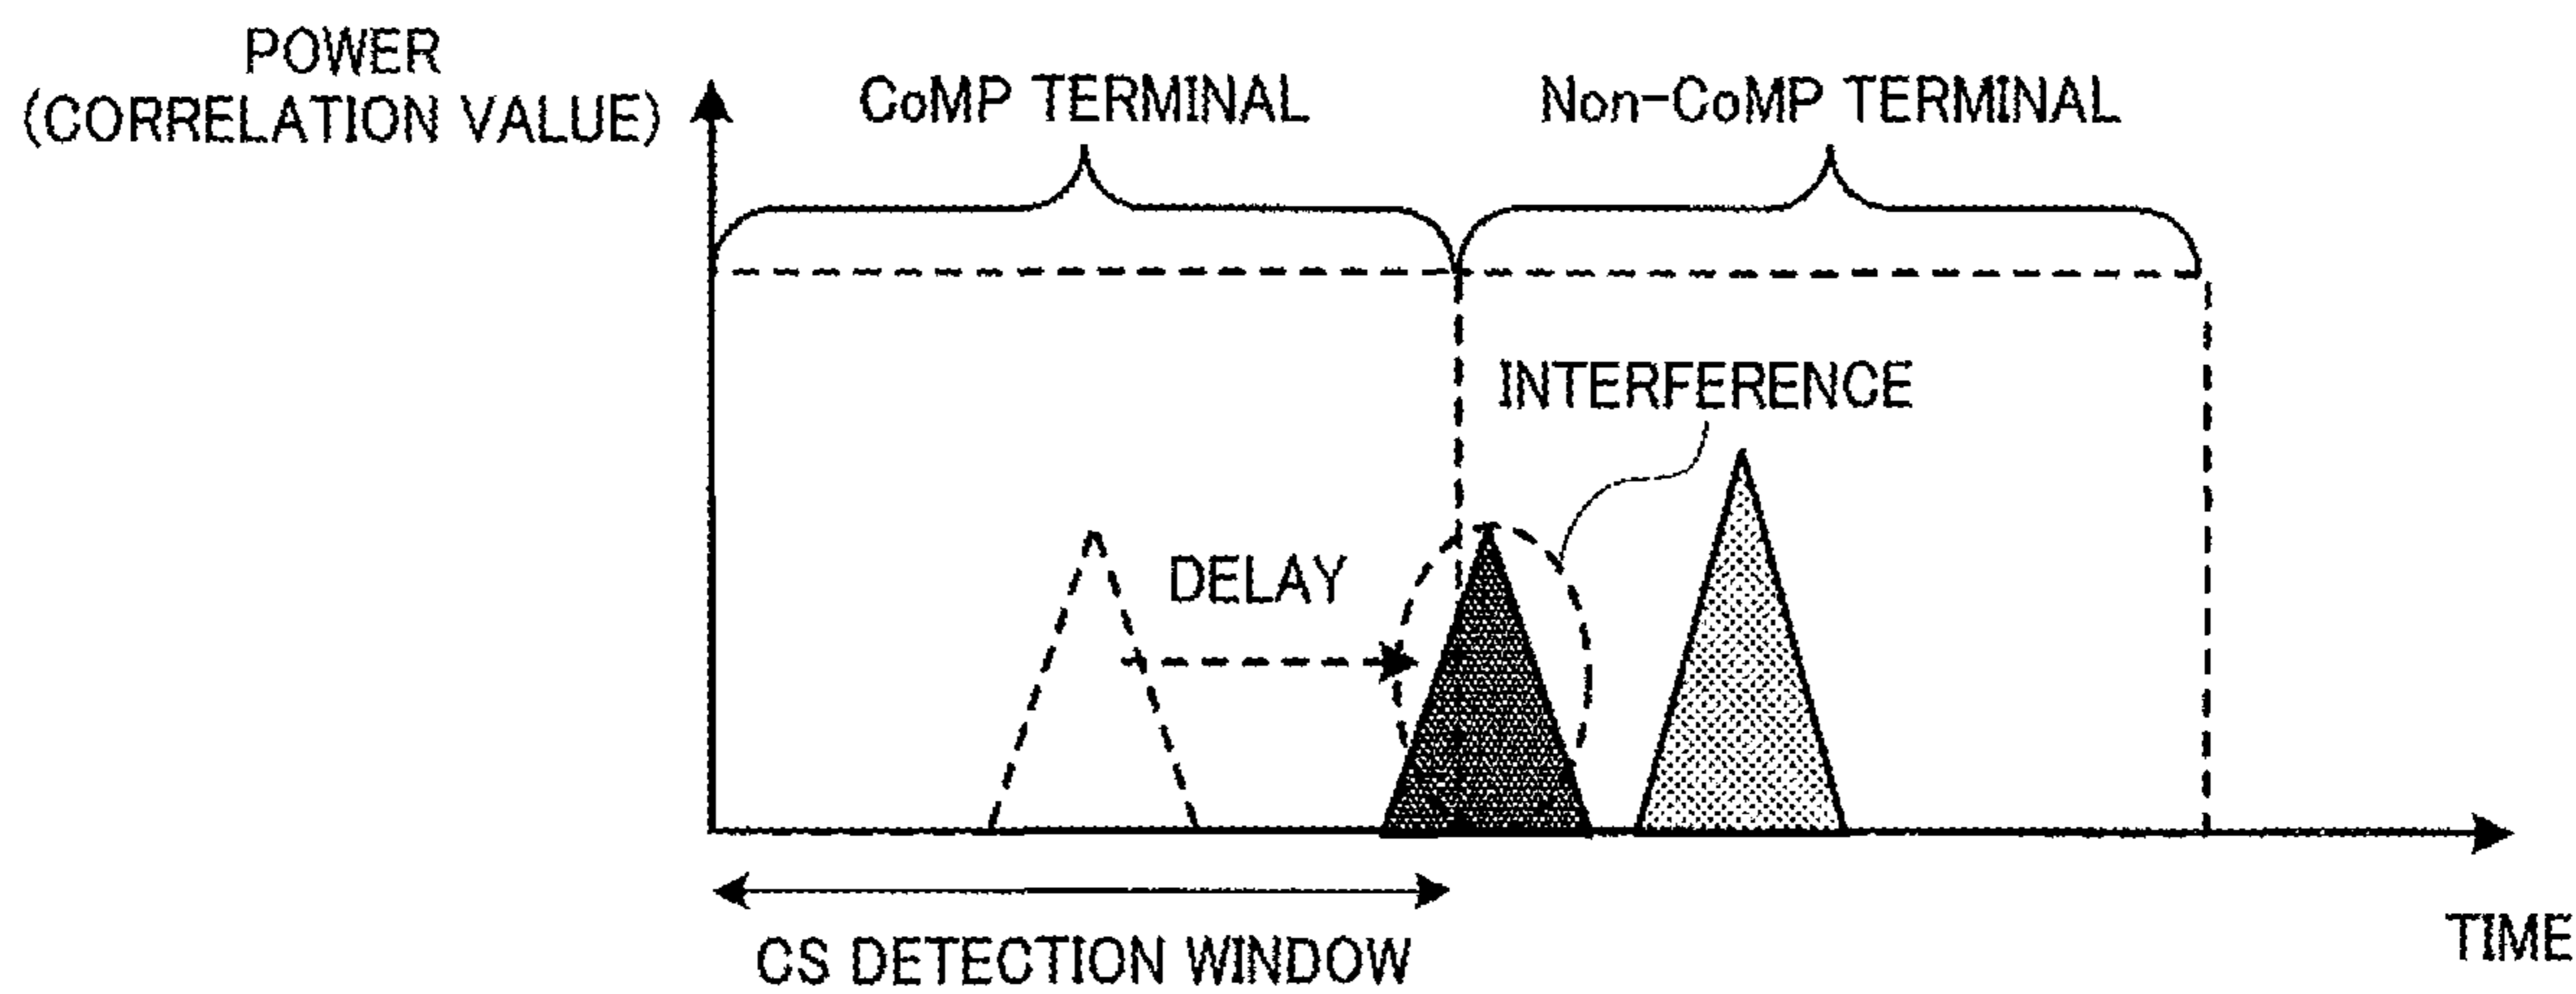 POWER
(CORRELATION VALUE)
CoMP TERMINAL
Non-CoMP TERMINAL
INTERFERENCE
DELAY
CS DETECTION WINDOW
TIME